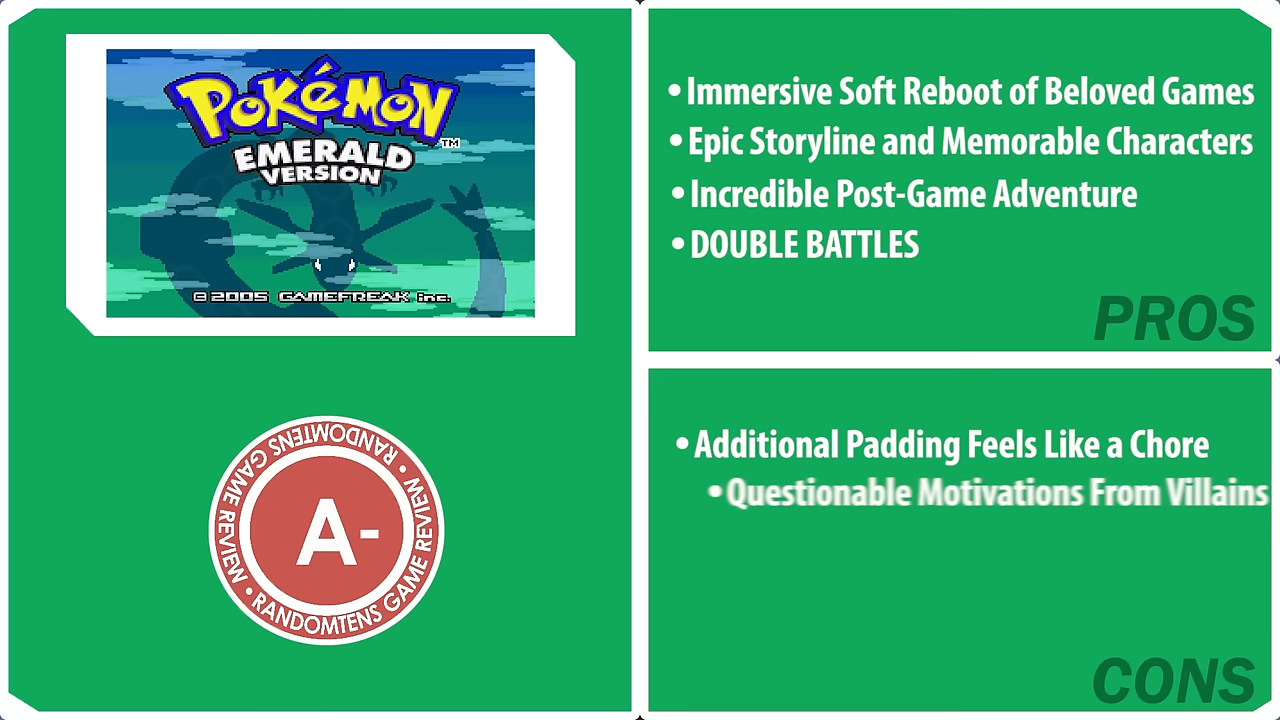 POKéMON
TM
EMERALD
VERSION
© 2005 GAMEFREAK inc.
RANDOMTENS GAME REVIEW • RANDOMTENS GAME REVIEW •
A-
• Immersive Soft Reboot of Beloved Games
• Epic Storyline and Memorable Characters
• Incredible Post-Game Adventure
• DOUBLE BATTLES
PROS
• Additional Padding Feels Like a Chore
• Questionable Motivations From Villains
CONS